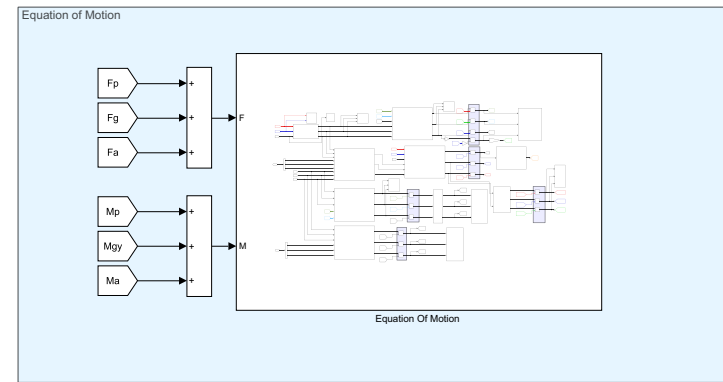 Equation of Motion
Fp
+
Fg
+
F
Fa
+
Mp
+
Mgy
+
M
Ma
+
Equation Of Motion